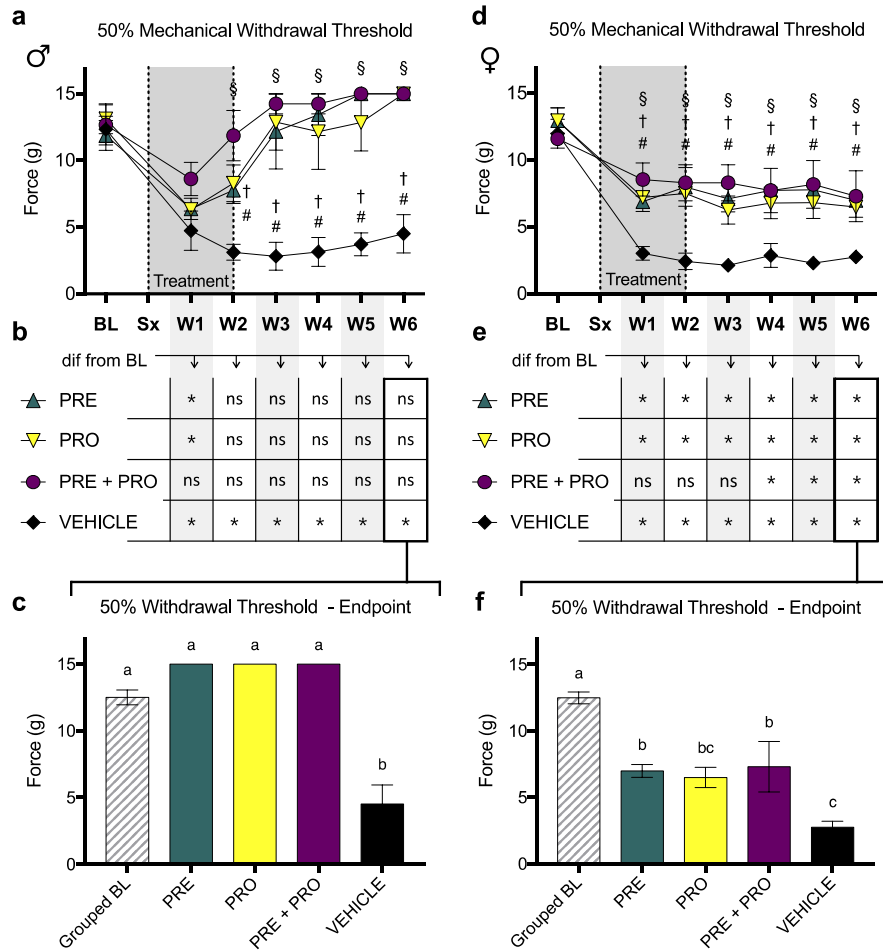 a
50% Mechanical Withdrawal Threshold
♂
§ § § § §
15
10
5
0
Force (g)
† † † † †
# # # # #
Treatment
BL Sx W1 W2 W3 W4 W5 W6
b
dif from BL
PRE * ns ns ns ns ns
PRO * ns ns ns ns ns
PRE + PRO ns ns ns ns ns ns
VEHICLE * * * * * *
c
50% Withdrawal Threshold - Endpoint
15
10
5
0
Force (g)
a a a a b
Grouped BL PRE PRO PRE + PRO VEHICLE
d
50% Mechanical Withdrawal Threshold
♀
15
10
5
0
Force (g)
§ § § § § §
† † † † † †
# # # # # #
Treatment
BL Sx W1 W2 W3 W4 W5 W6
e
dif from BL
PRE * * * * * *
PRO * * * * * *
PRE + PRO ns ns ns * * *
VEHICLE * * * * * *
f
50% Withdrawal Threshold - Endpoint
15
10
5
0
Force (g)
a b bc b c
Grouped BL PRE PRO PRE + PRO VEHICLE